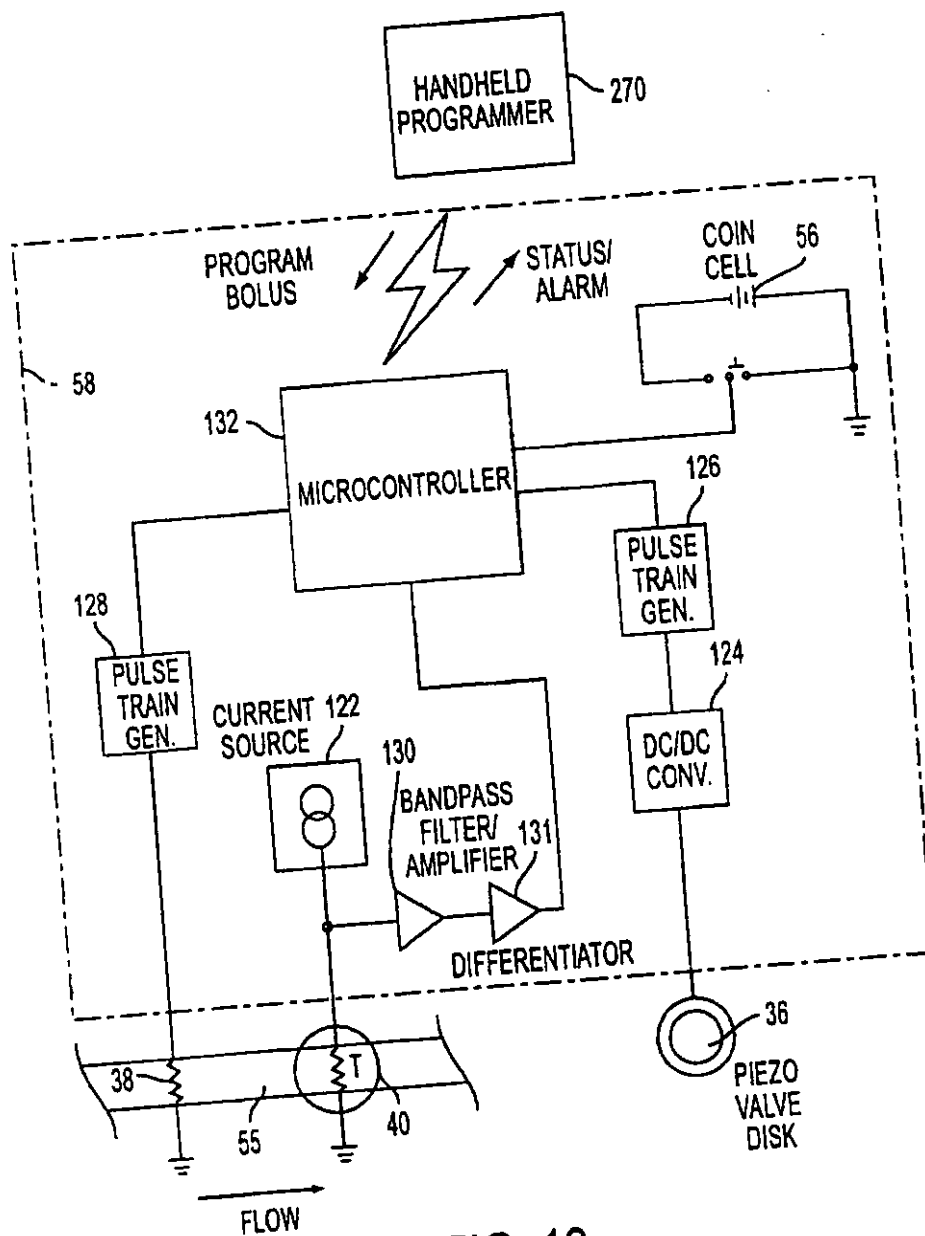 HANDHELD
PROGRAMMER
270
PROGRAM
BOLUS
STATUS/
ALARM
COIN
CELL
56
58
132
MICROCONTROLLER
126
PULSE
TRAIN
GEN.
128
PULSE
TRAIN
GEN.
124
DC/DC
CONV.
CURRENT
SOURCE
122
130
BANDPASS
FILTER/
AMPLIFIER
131
DIFFERENTIATOR
38
T
55
40
36
PIEZO
VALVE
DISK
FLOW